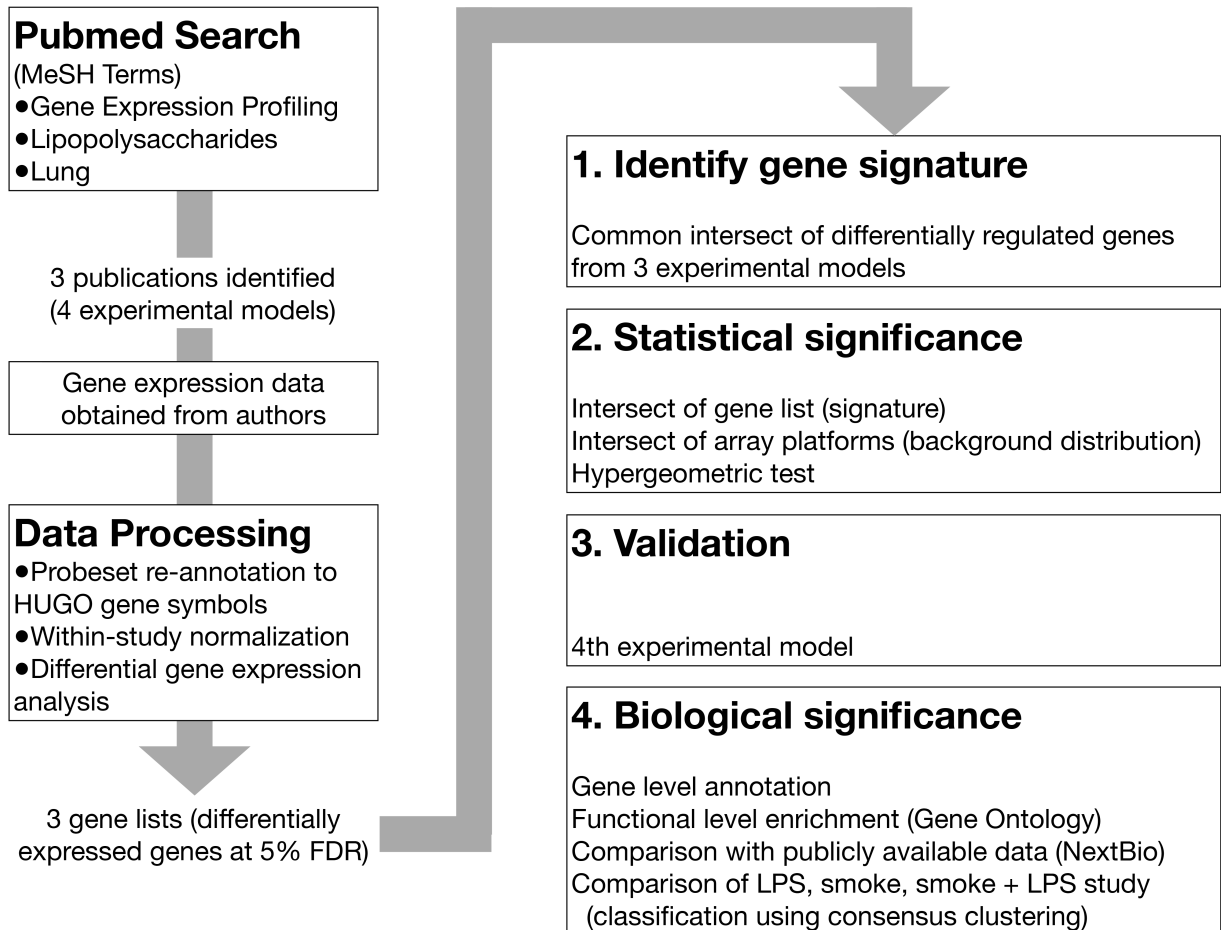 Pubmed Search
(MeSH Terms)
●Gene Expression Profiling
●Lipopolysaccharides
●Lung
3 publications identified
(4 experimental models)
Gene expression data
obtained from authors
Data Processing
●Probeset re-annotation to
HUGO gene symbols
●Within-study normalization
●Differential gene expression
analysis
3 gene lists (differentially
expressed genes at 5% FDR)
1. Identify gene signature
Common intersect of differentially regulated genes
from 3 experimental models
2. Statistical significance
Intersect of gene list (signature)
Intersect of array platforms (background distribution)
Hypergeometric test
3. Validation
4th experimental model
4. Biological significance
Gene level annotation
Functional level enrichment (Gene Ontology)
Comparison with publicly available data (NextBio)
Comparison of LPS, smoke, smoke + LPS study
(classification using consensus clustering)